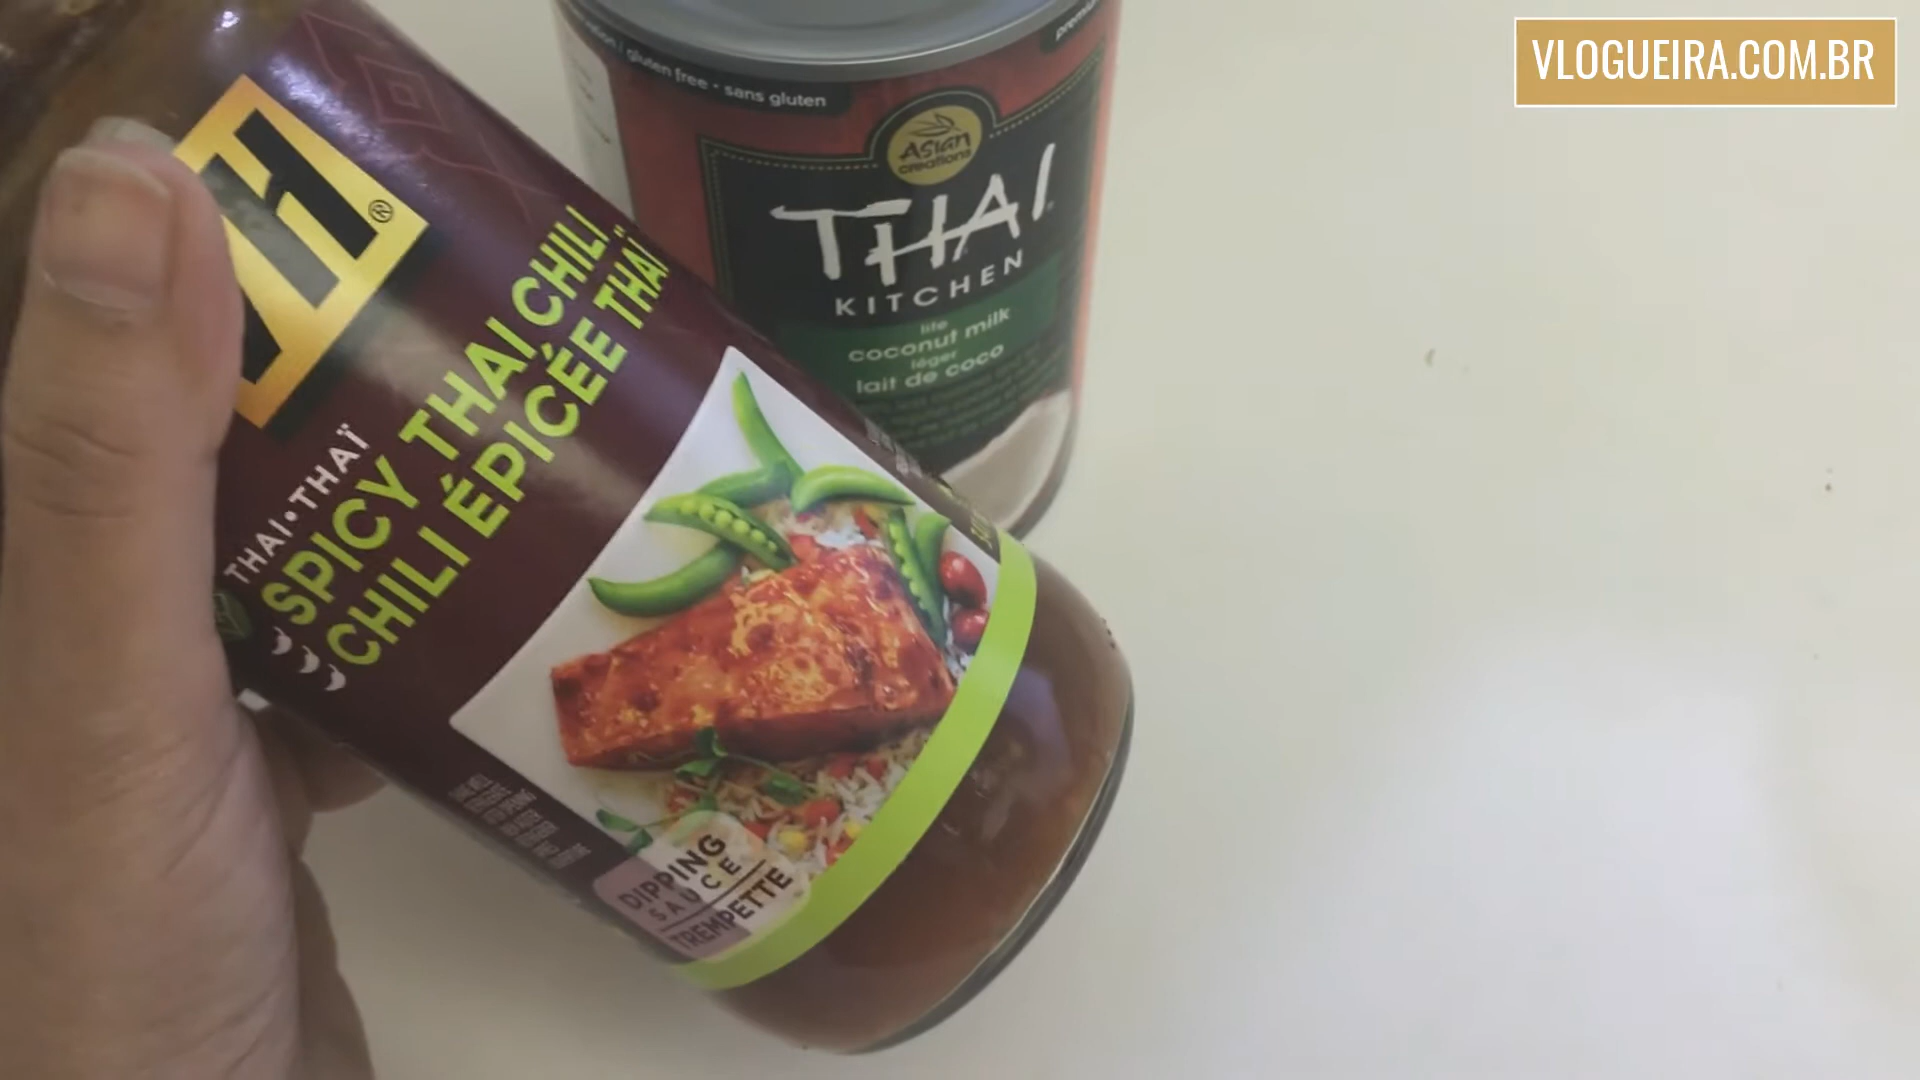 VLOGUEIRA.COM.BR
gluten free • sans gluten
Asian
creations
THAI
KITCHEN
lite
coconut milk
léger
lait de coco
VH®
THAI•THAÏ
SPICY THAI CHILI
CHILI ÉPICÉE THAÏ
DIPPING
SAUCE
TREMPETTE